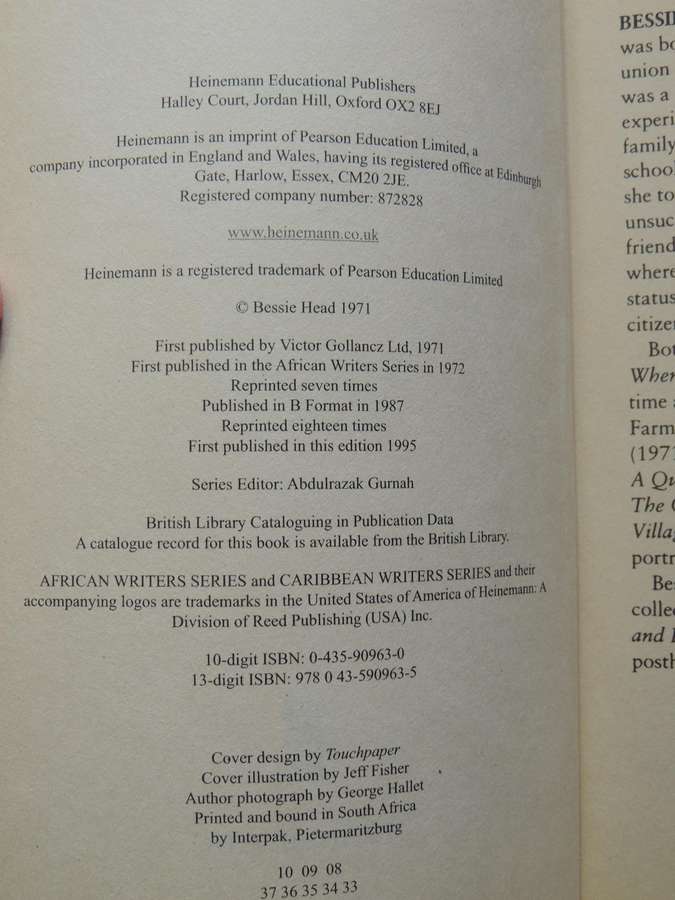 Heinemann Educational Publishers
Halley Court, Jordan Hill, Oxford OX2 8EJ
Heinemann is an imprint of Pearson Education Limited, a
company incorporated in England and Wales, having its registered office at Edinburgh
Gate, Harlow, Essex, CM20 2JE.
Registered company number: 872828
www.heinemann.co.uk
Heinemann is a registered trademark of Pearson Education Limited
© Bessie Head 1971
First published by Victor Gollancz Ltd, 1971
First published in the African Writers Series in 1972
Reprinted seven times
Published in B Format in 1987
Reprinted eighteen times
First published in this edition 1995
Series Editor: Abdulrazak Gurnah
British Library Cataloguing in Publication Data
A catalogue record for this book is available from the British Library.
AFRICAN WRITERS SERIES and CARIBBEAN WRITERS SERIES and their
accompanying logos are trademarks in the United States of America of Heinemann: A
Division of Reed Publishing (USA) Inc.
10-digit ISBN: 0-435-90963-0
13-digit ISBN: 978 0 43-590963-5
Cover design by Touchpaper
Cover illustration by Jeff Fisher
Author photograph by George Hallet
Printed and bound in South Africa
by Interpak, Pietermaritzburg
10 09 08
37 36 35 34 33
BESSI
was bo
union
was a
experi
family
school
she to
unsuc
friend
where
status
citizen
Bot
Wher
time a
Farm
(1971
A Qu
The C
Villag
portr
Be
collec
and
posth